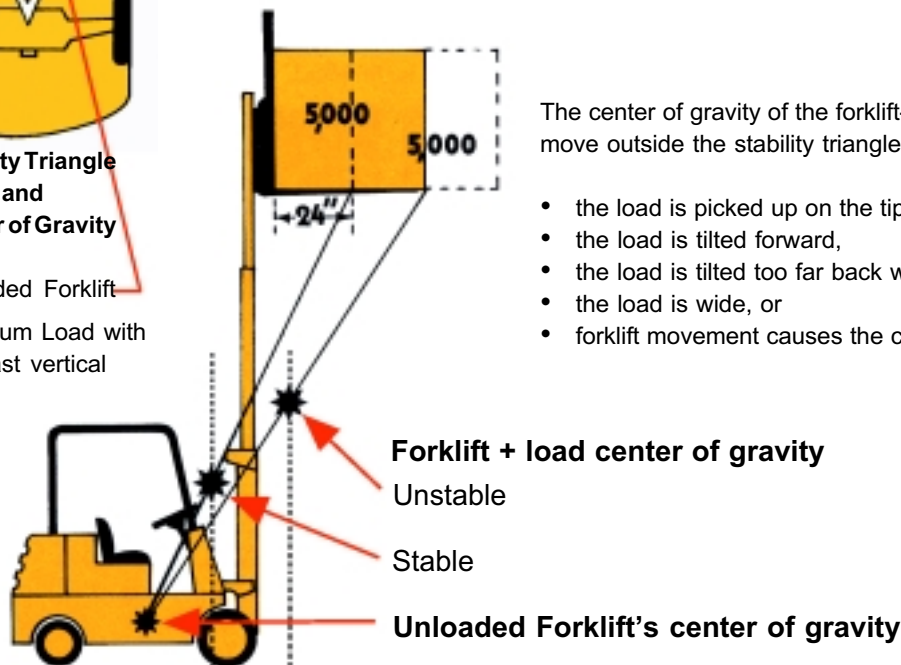 ty Triangle
and
r of Gravity
ded Forklift
um Load with
ast vertical
5,000
5,000
24"
The center of gravity of the forklift-
move outside the stability triangle
• the load is picked up on the tip
• the load is tilted forward,
• the load is tilted too far back w
• the load is wide, or
• forklift movement causes the c
Forklift + load center of gravity
Unstable
Stable
Unloaded Forklift's center of gravity